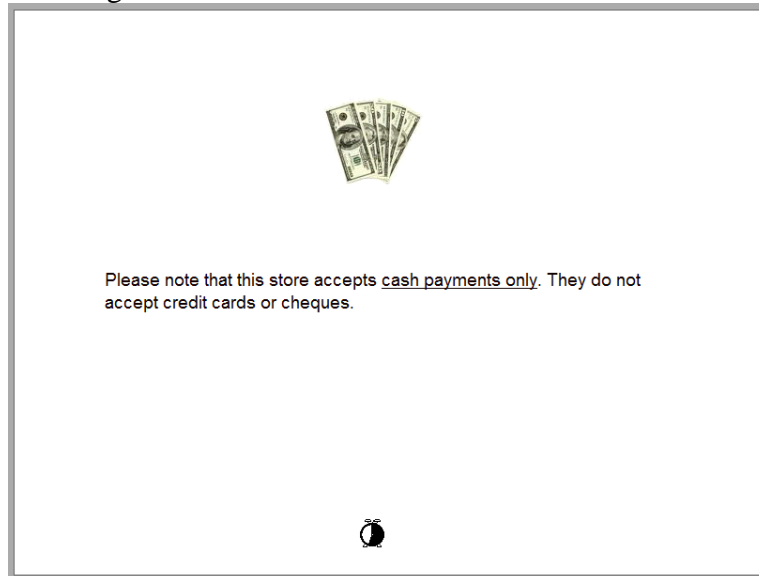 Please note that this store accepts cash payments only. They do not
accept credit cards or cheques.